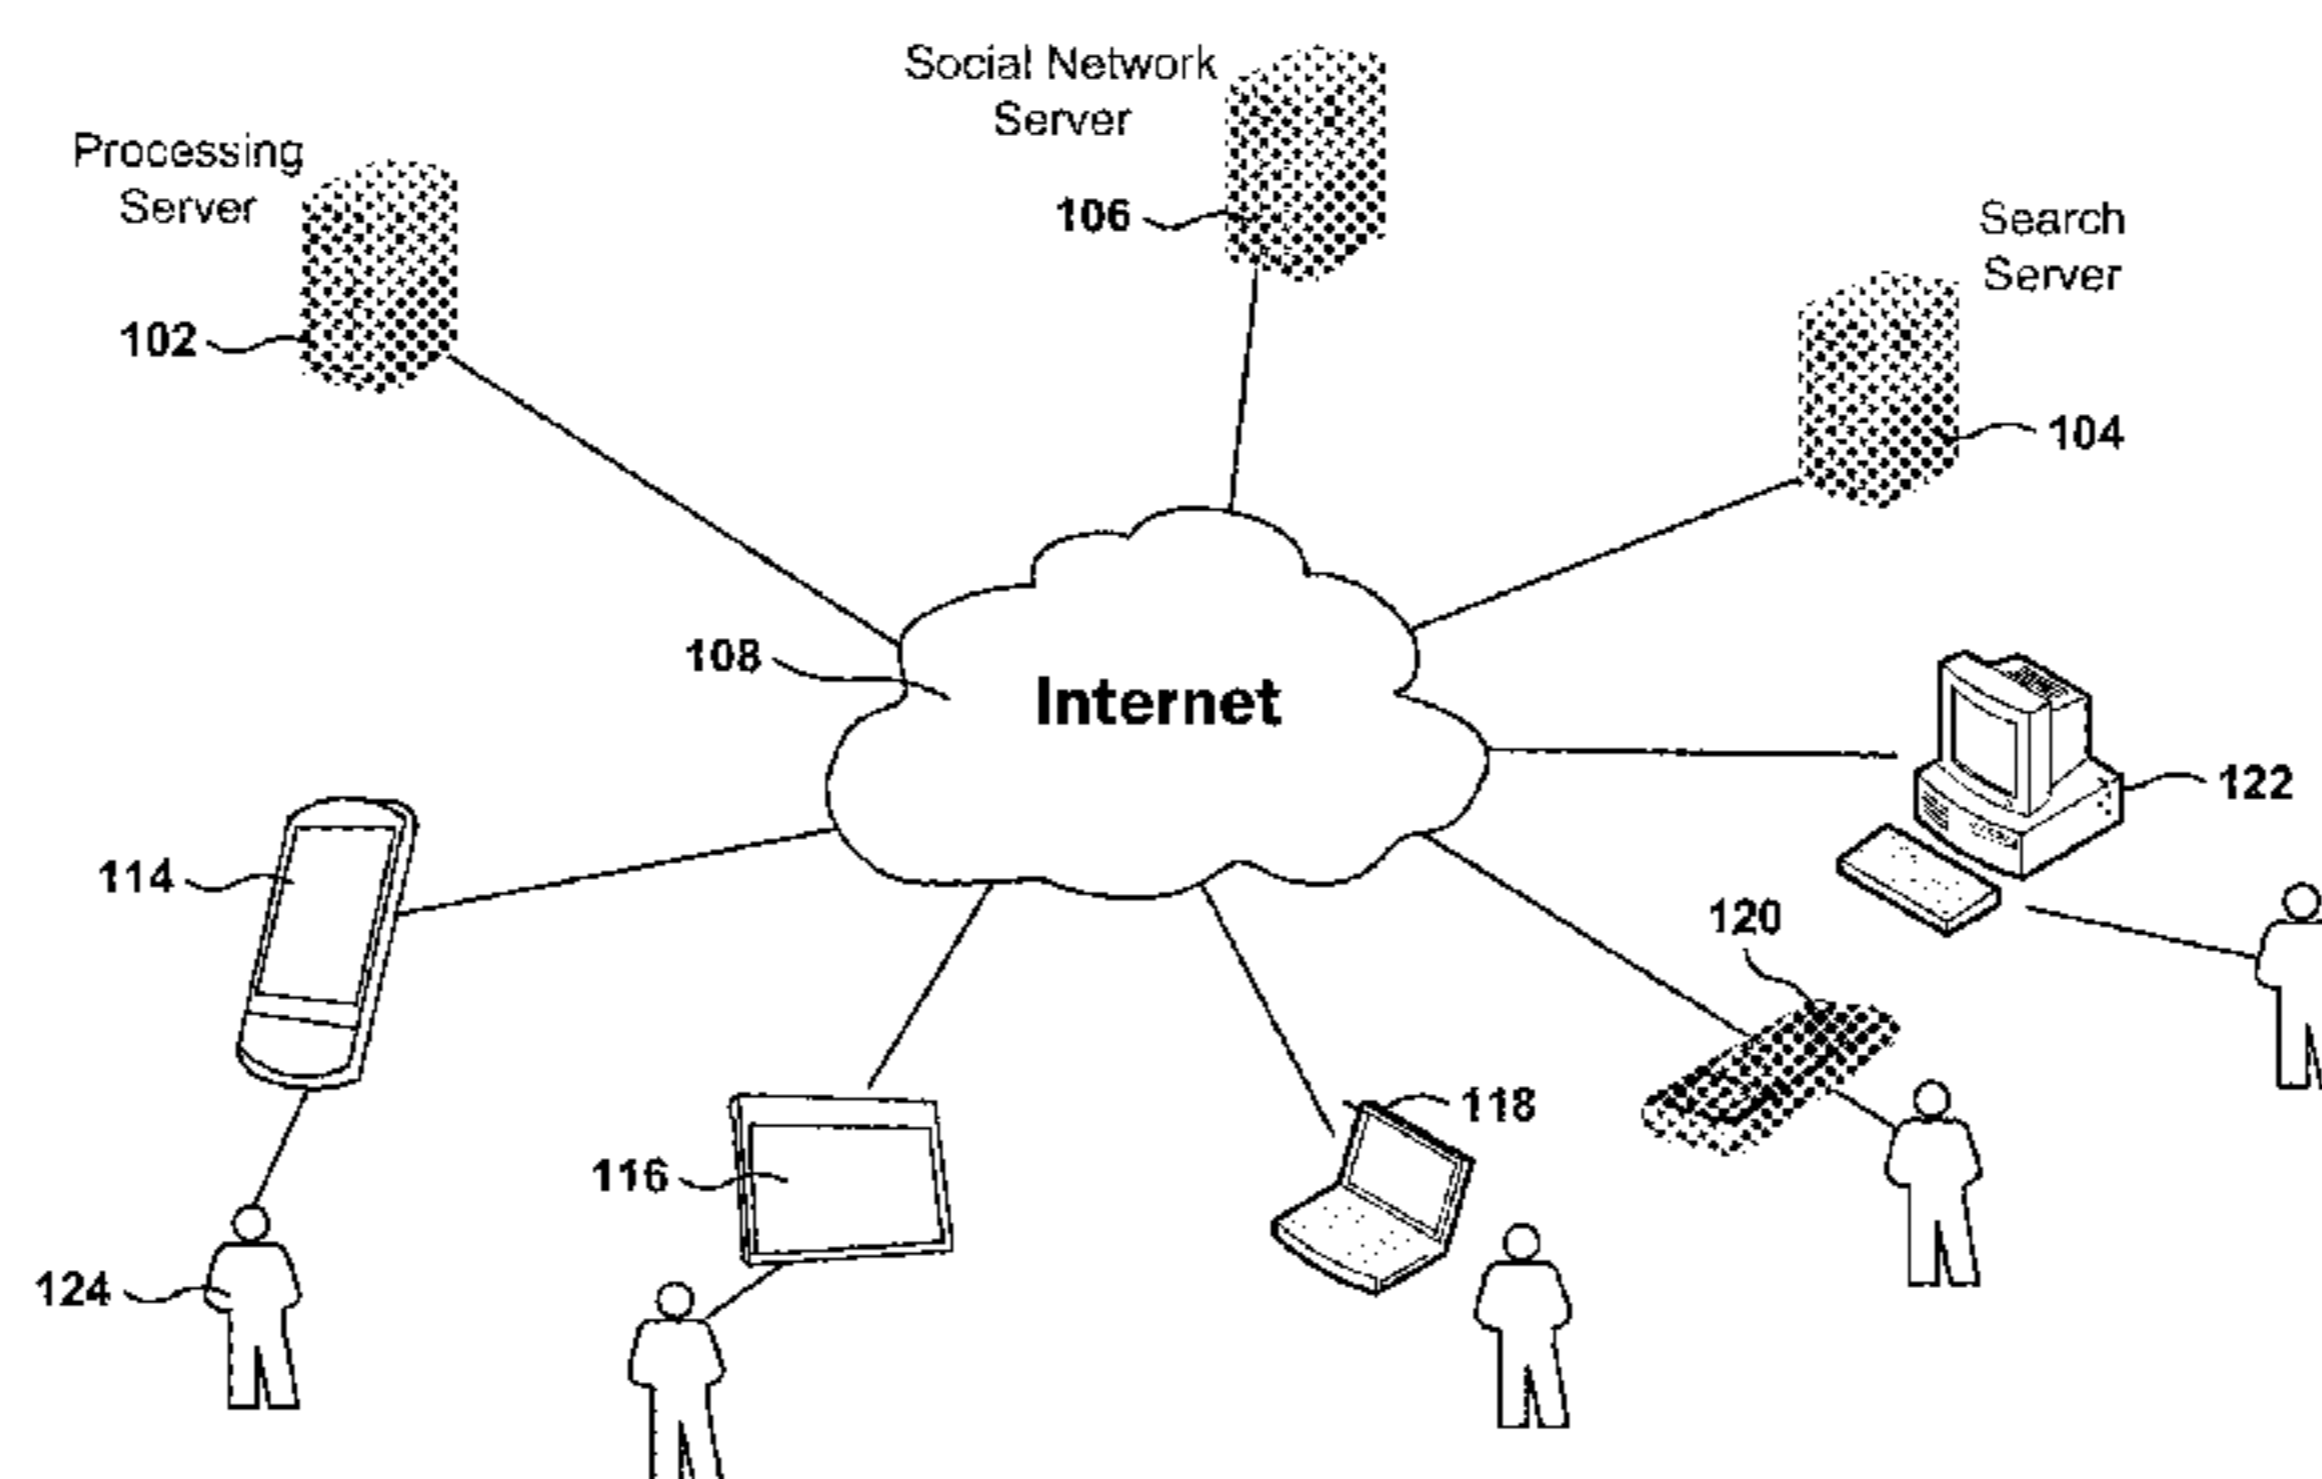 Social Network
Server
Processing
Server
106
Search
Server
102
104
108
Internet
122
114
120
118
116
124